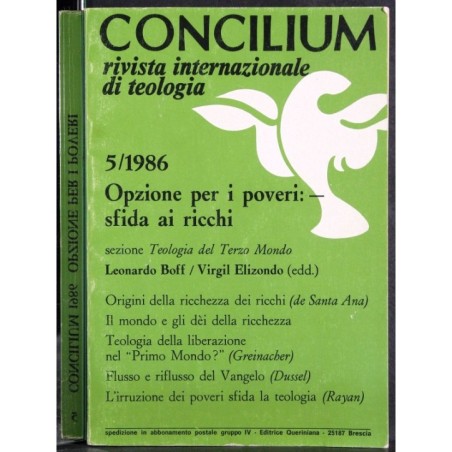 CONCILIUM
rivista internazionale
di teologia
5/1986
Opzione per i poveri:
sfida ai ricchi
sezione Teologia del Terzo Mondo
Leonardo Boff / Virgil Elizondo (edd.)
Origini della ricchezza dei ricchi (de Santa Ana)
Il mondo e gli dèi della ricchezza
Teologia della liberazione
nel "Primo Mondo?" (Greinacher)
Flusso e riflusso del Vangelo (Dussel)
L'irruzione dei poveri sfida la teologia (Rayan)
spedizione in abbonamento postale gruppo IV - Editrice Queriniana - 25187 Brescia
5 CONCILIUM 1986 OPZIONE PER I POVERI